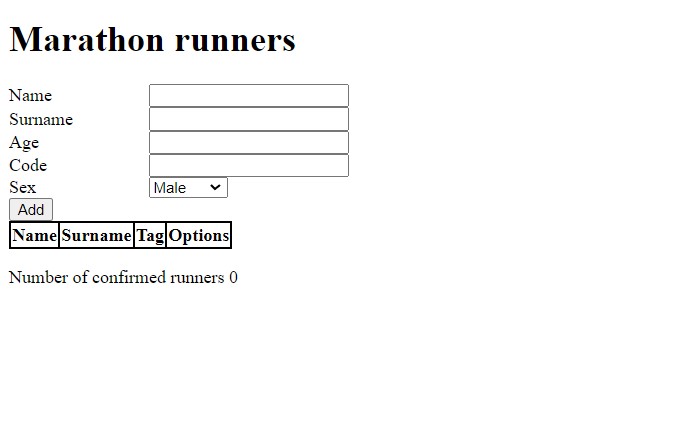 Marathon runners
Name
Surname
Age
Code
Sex Male
Add
Name Surname Tag Options
Number of confirmed runners 0